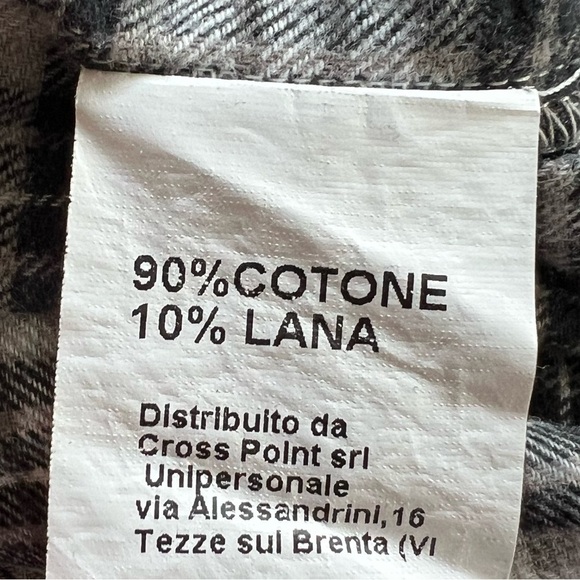 90%COTONE
10% LANA
Distribuito da
Cross Point srl
Unipersonale
via Alessandrini,16
Tezze sul Brenta (VI